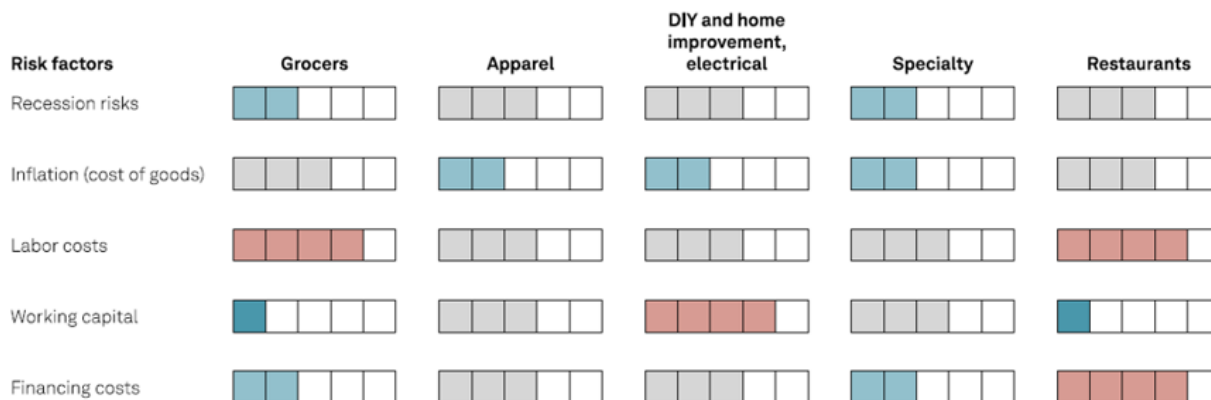 DIY and home
improvement,
Risk factors Grocers Apparel electrical Specialty Restaurants
Recession risks
Inflation (cost of goods)
Labor costs
Working capital
Financing costs